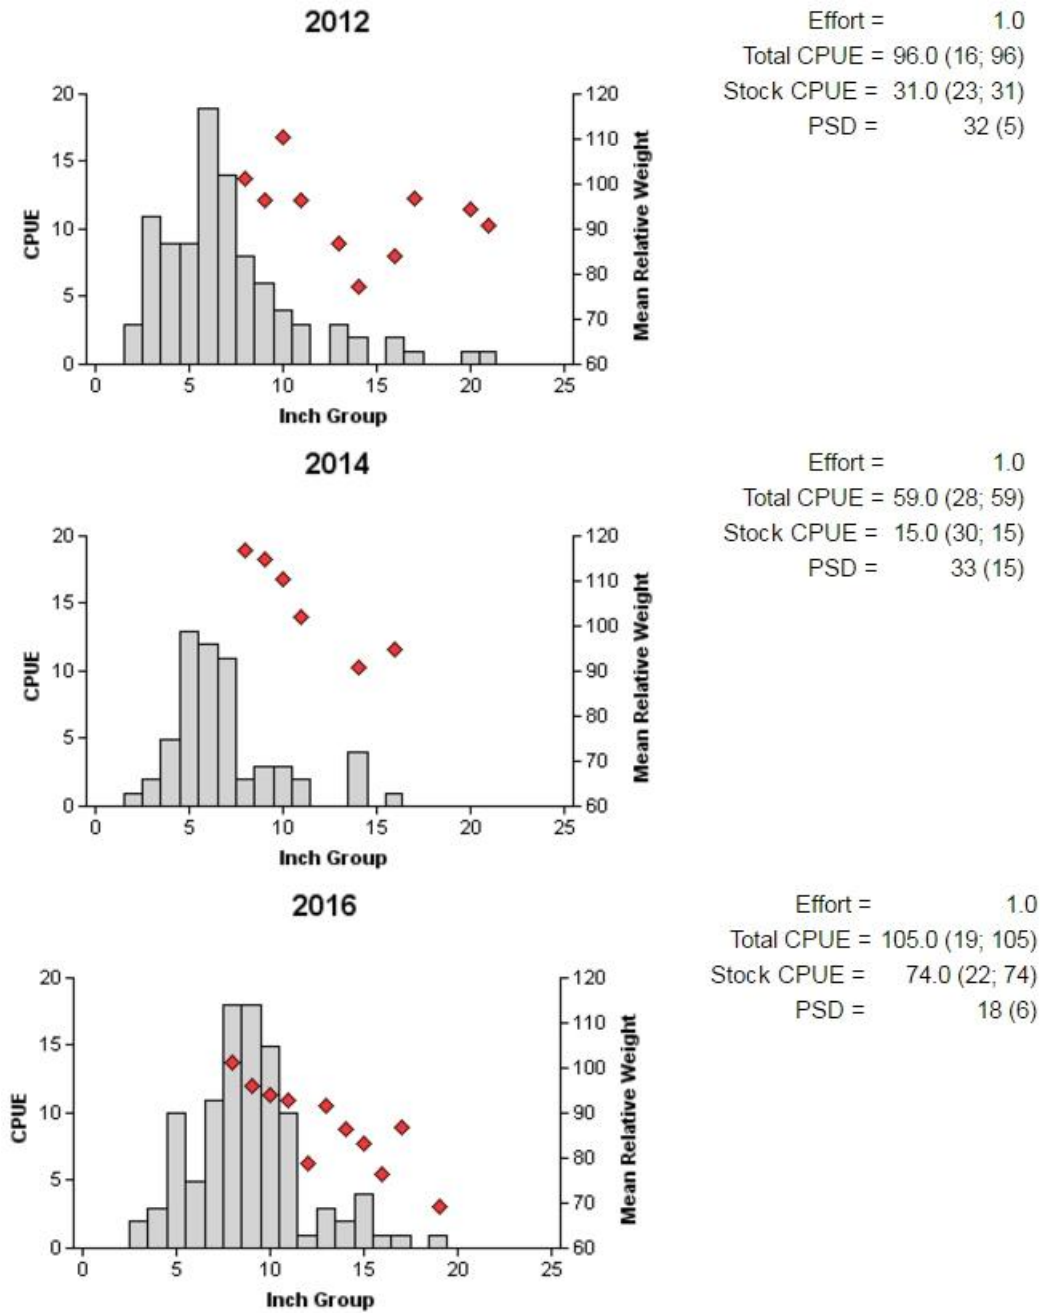 2012
Effort = 1.0
Total CPUE = 96.0 (16; 96)
Stock CPUE = 31.0 (23; 31)
PSD = 32 (5)
20
15
10
5
0
CPUE
120
110
100
90
80
70
60
Mean Relative Weight
0 5 10 15 20 25
Inch Group
2014
Effort = 1.0
Total CPUE = 59.0 (28; 59)
Stock CPUE = 15.0 (30; 15)
PSD = 33 (15)
20
15
10
5
0
CPUE
120
110
100
90
80
70
60
Mean Relative Weight
0 5 10 15 20 25
Inch Group
2016
Effort = 1.0
Total CPUE = 105.0 (19; 105)
Stock CPUE = 74.0 (22; 74)
PSD = 18 (6)
20
15
10
5
0
CPUE
120
110
100
90
80
70
60
Mean Relative Weight
0 5 10 15 20 25
Inch Group